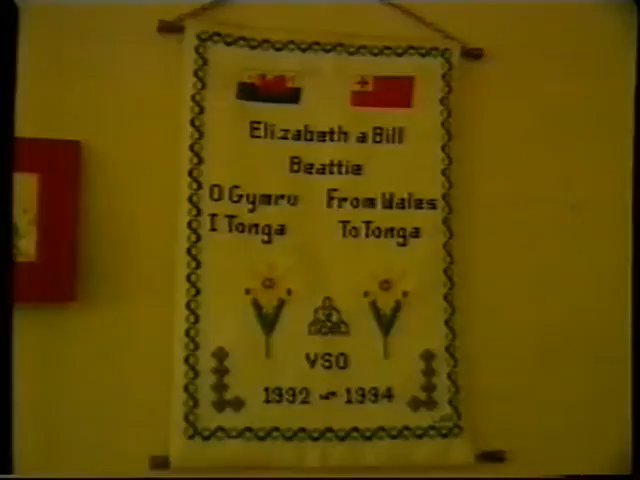 Elizabeth a Bill
Beattie
O Gymru From Wales
I Tonga To Tonga
VSO
1992 - 1994